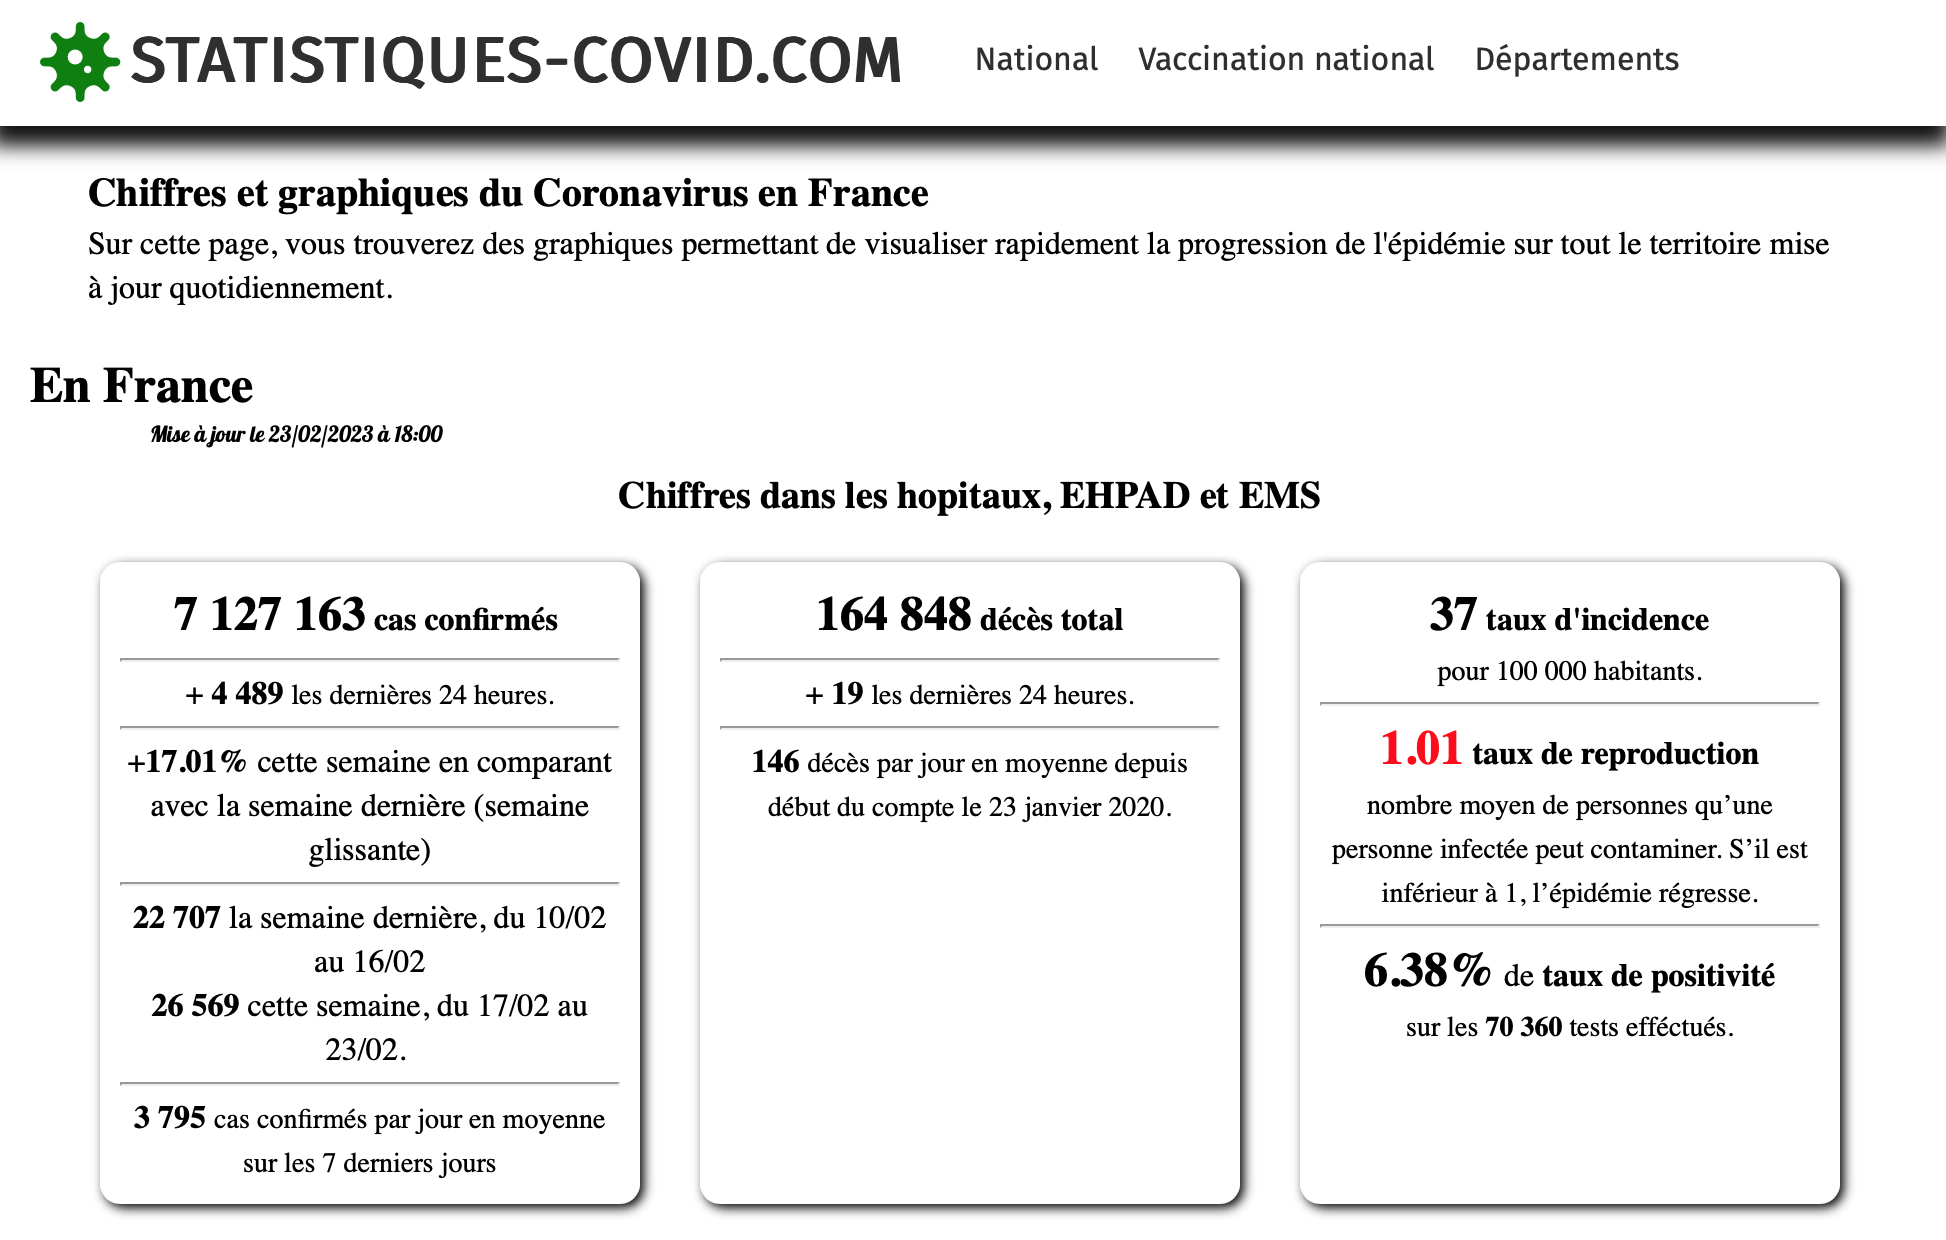 STATISTIQUES-COVID.COM
National
Vaccination national
Départements
Chiffres et graphiques du Coronavirus en France
Sur cette page, vous trouverez des graphiques permettant de visualiser rapidement la progression de l'épidémie sur tout le territoire mise
à jour quotidiennement.
En France
Mise à jour le 23/02/2023 à 18:00
Chiffres dans les hopitaux, EHPAD et EMS
7 127 163 cas confirmés
+ 4 489 les dernières 24 heures.
+17.01% cette semaine en comparant
avec la semaine dernière (semaine
glissante)
22 707 la semaine dernière, du 10/02
au 16/02
26 569 cette semaine, du 17/02 au
23/02.
3 795 cas confirmés par jour en moyenne
sur les 7 derniers jours
164 848 décès total
+ 19 les dernières 24 heures.
146 décès par jour en moyenne depuis
début du compte le 23 janvier 2020.
37 taux d'incidence
pour 100 000 habitants.
1.01 taux de reproduction
nombre moyen de personnes qu’une
personne infectée peut contaminer. S’il est
inférieur à 1, l’épidémie régresse.
6.38% de taux de positivité
sur les 70 360 tests efféctués.